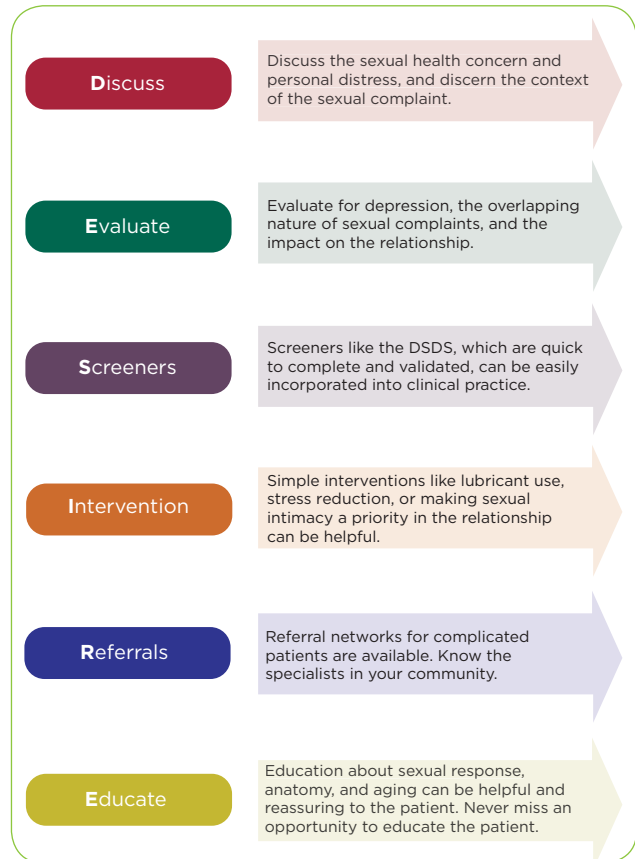 Discuss
Discuss the sexual health concern and
personal distress, and discern the context
of the sexual complaint.
Evaluate
Evaluate for depression, the overlapping
nature of sexual complaints, and the
impact on the relationship.
Screeners
Screeners like the DSDS, which are quick
to complete and validated, can be easily
incorporated into clinical practice.
Intervention
Simple interventions like lubricant use,
stress reduction, or making sexual
intimacy a priority in the relationship
can be helpful.
Referrals
Referral networks for complicated
patients are available. Know the
specialists in your community.
Educate
Education about sexual response,
anatomy, and aging can be helpful and
reassuring to the patient. Never miss an
opportunity to educate the patient.